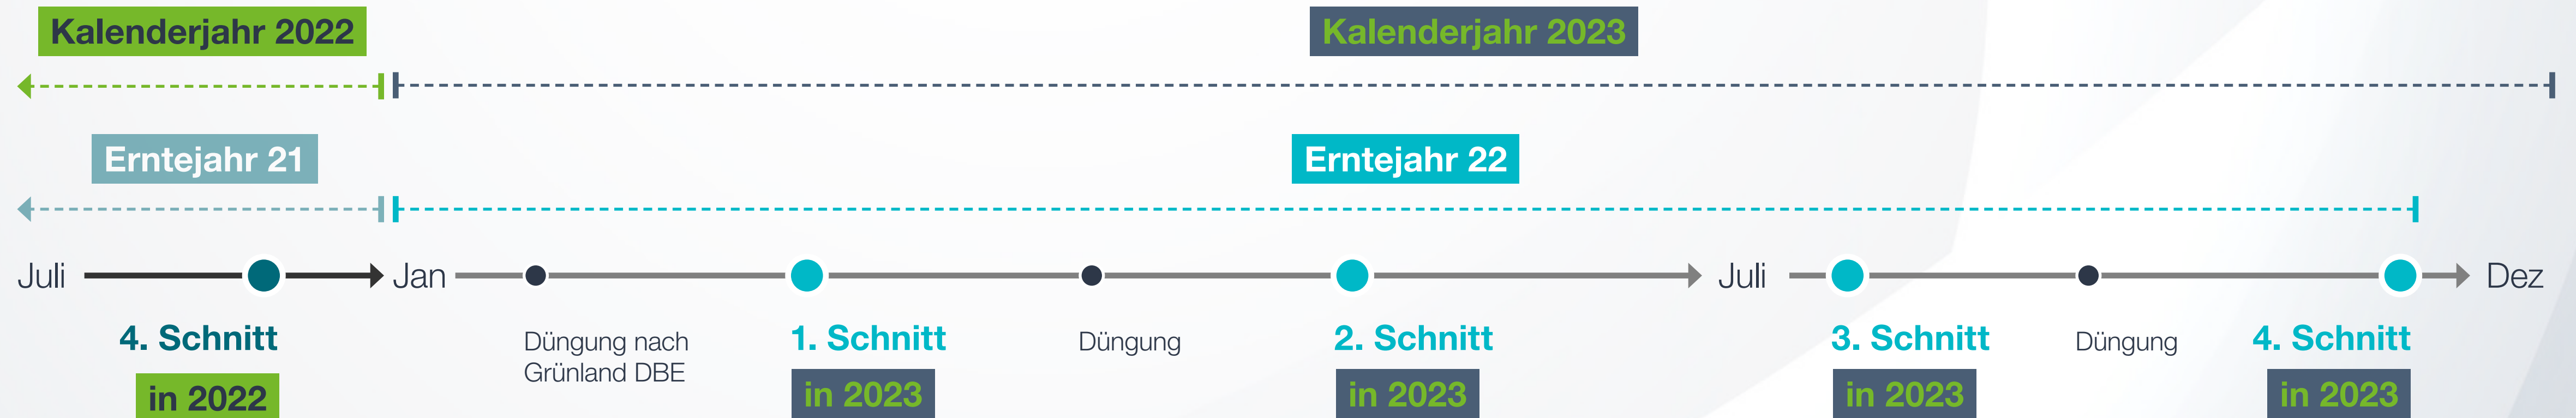 Kalenderjahr 2022
Kalenderjahr 2023
Erntejahr 21
Erntejahr 22
Juli
Jan
Juli
Dez
4. Schnitt
in 2022
Düngung nach
Grünland DBE
1. Schnitt
in 2023
Düngung
2. Schnitt
in 2023
3. Schnitt
in 2023
Düngung
4. Schnitt
in 2023